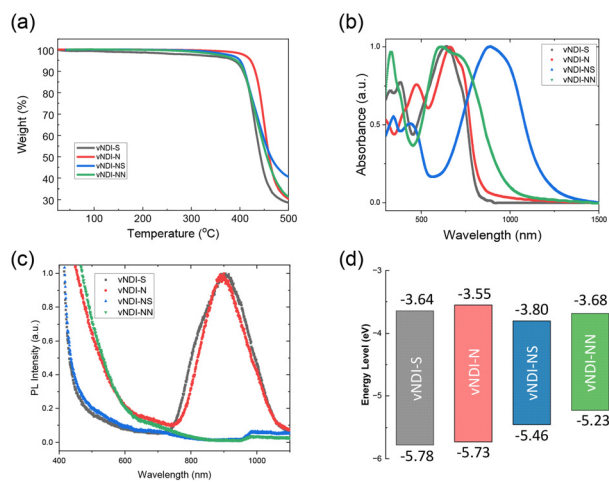 (a)
100
90
80
70
60
50
40
30
Weight (%)
vNDI-S
vNDI-N
vNDI-NS
vNDI-NN
100 200 300 400 500
Temperature (°C)
(b)
1.0
0.5
0.0
Absorbance (a.u.)
vNDI-S
vNDI-N
vNDI-NS
vNDI-NN
500 1000 1500
Wavelength (nm)
(c)
1.0
0.8
0.6
0.4
0.2
0.0
PL Intensity (a.u.)
vNDI-S
vNDI-N
vNDI-NS
vNDI-NN
400 600 800 1000
Wavelength (nm)
(d)
-3
-4
-5
-6
Energy Level (eV)
-3.64
vNDI-S
-5.78
-3.55
vNDI-N
-5.73
-3.80
vNDI-NS
-5.46
-3.68
vNDI-NN
-5.23